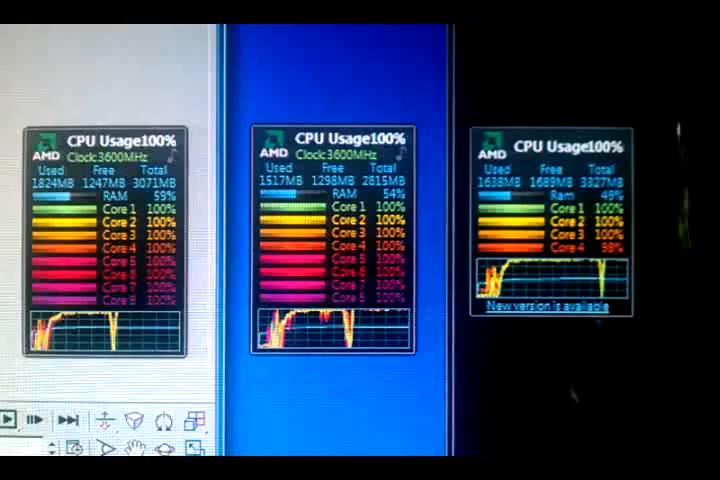 CPU Usage100%
AMD
Clock: 3600MHz
Used Free Total
1824MB 1247MB 3071MB
RAM 59%
Core 1 100%
Core 2 100%
Core 3 100%
Core 4 100%
Core 5 100%
Core 6 100%
Core 7 100%
Core 8 100%
CPU Usage100%
AMD
Clock: 3600MHz
Used Free Total
1517MB 1298MB 2815MB
RAM 54%
Core 1 100%
Core 2 100%
Core 3 100%
Core 4 100%
Core 5 100%
Core 6 100%
Core 7 100%
Core 8 100%
CPU Usage100%
AMD
Used Free Total
1638MB 1689MB 3327MB
Ram 49%
Core 1 100%
Core 2 100%
Core 3 100%
Core 4 98%
New version is available